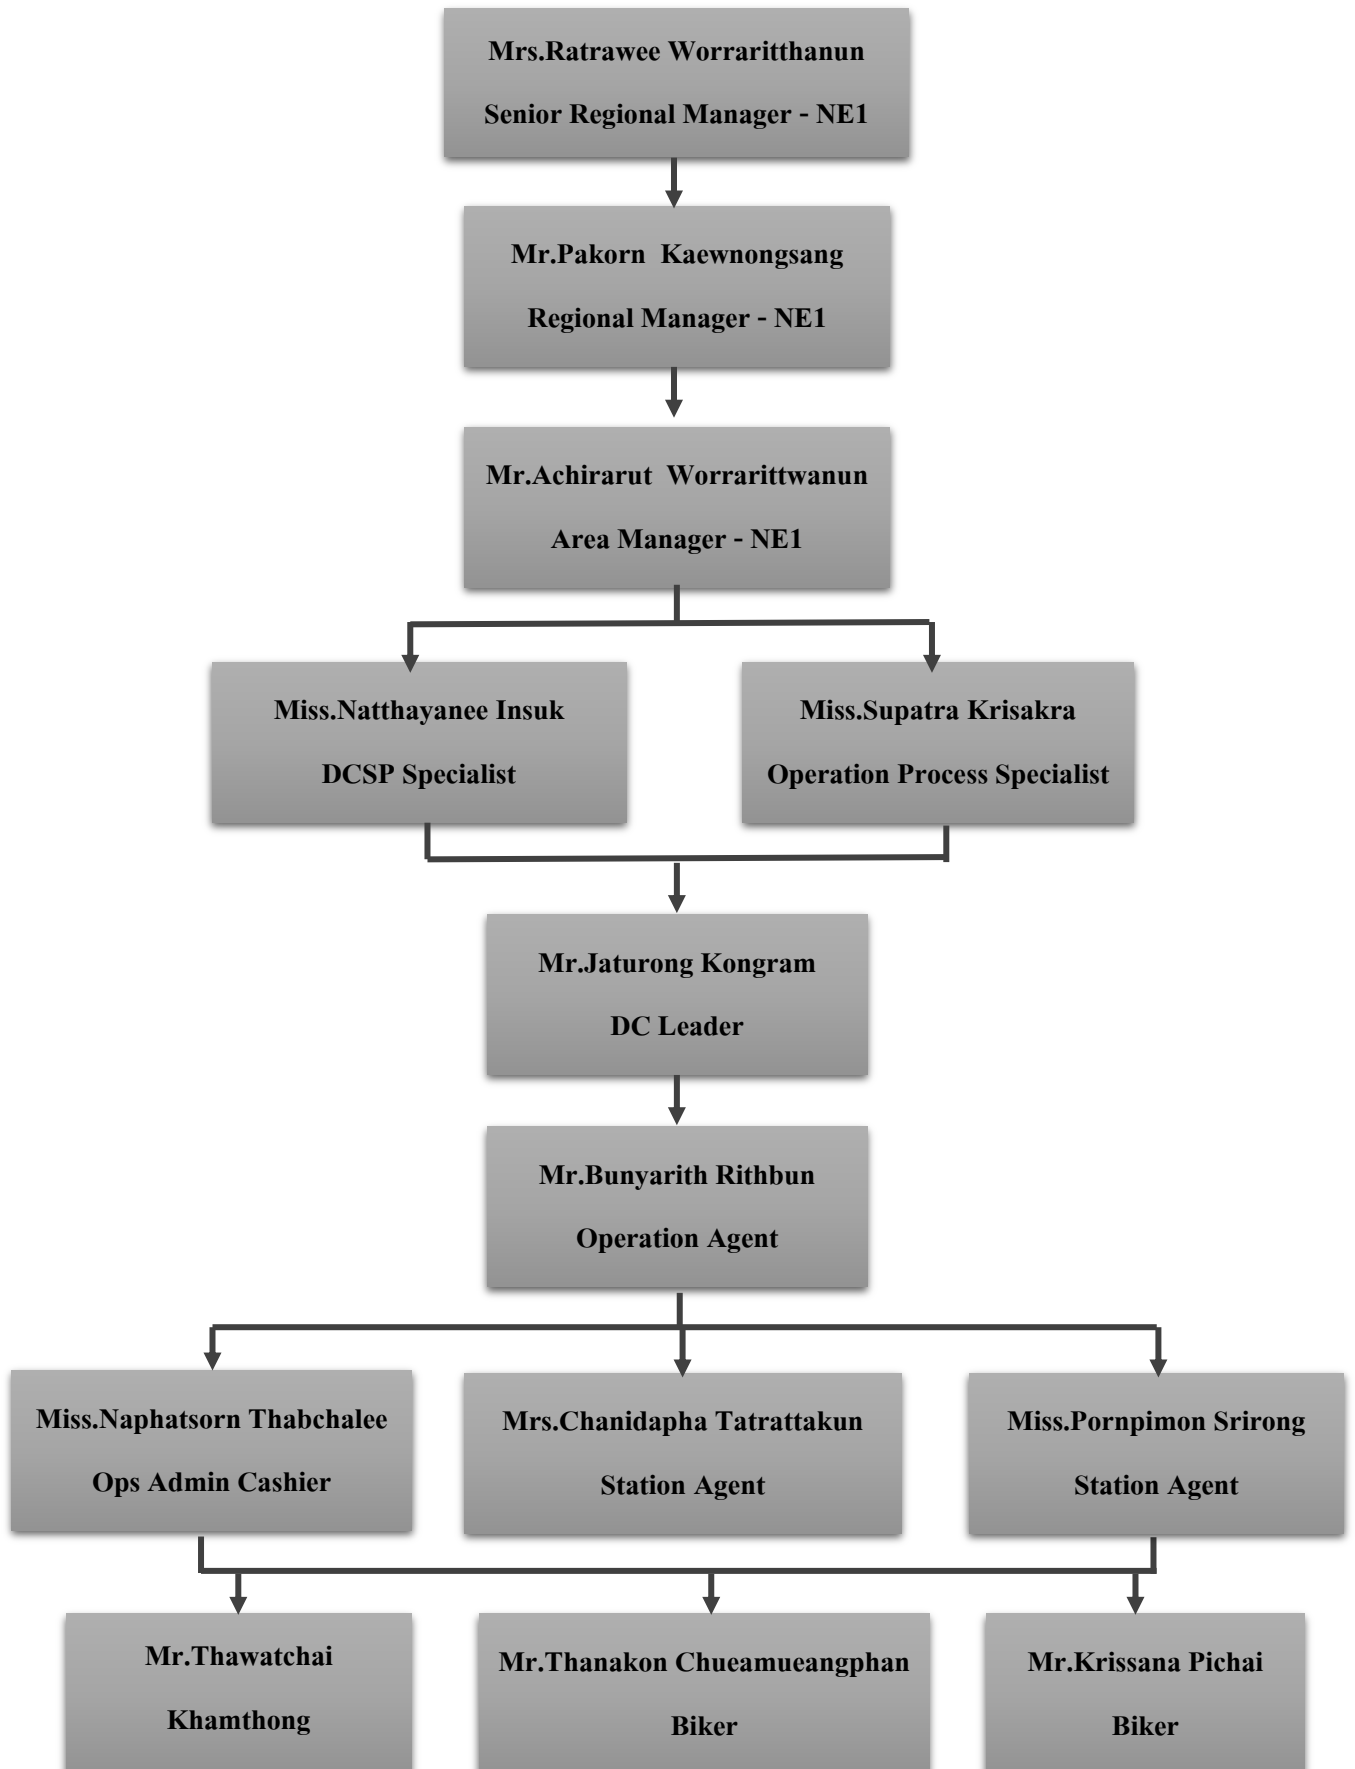 Mrs.Ratrawee Worraritthanun
Senior Regional Manager - NE1
Mr.Pakorn  Kaewnongsang
Regional Manager - NE1
Mr.Achirarut  Worrarittwanun
Area Manager - NE1
Miss.Natthayanee Insuk
DCSP Specialist
Miss.Supatra Krisakra
Operation Process Specialist
Mr.Jaturong Kongram
DC Leader
Mr.Bunyarith Rithbun
Operation Agent
Miss.Naphatsorn Thabchalee
Ops Admin Cashier
Mrs.Chanidapha Tatrattakun
Station Agent
Miss.Pornpimon Srirong
Station Agent
Mr.Thawatchai
Khamthong
Mr.Thanakon Chueamueangphan
Biker
Mr.Krissana Pichai
Biker